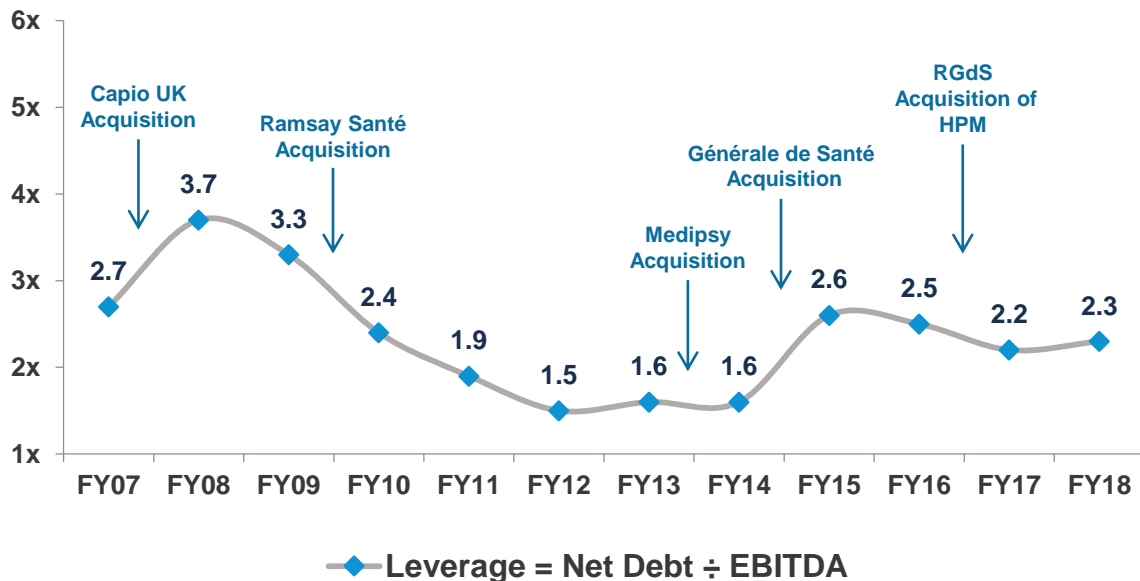 6x
5x
4x
3x
2x
1x
Capio UK
Acquisition
Ramsay Santé
Acquisition
Medipsy
Acquisition
Générale de Santé
Acquisition
RGdS
Acquisition of
HPM
2.7
3.7
3.3
2.4
1.9
1.5
1.6
1.6
2.6
2.5
2.2
2.3
FY07 FY08 FY09 FY10 FY11 FY12 FY13 FY14 FY15 FY16 FY17 FY18
Leverage = Net Debt ÷ EBITDA